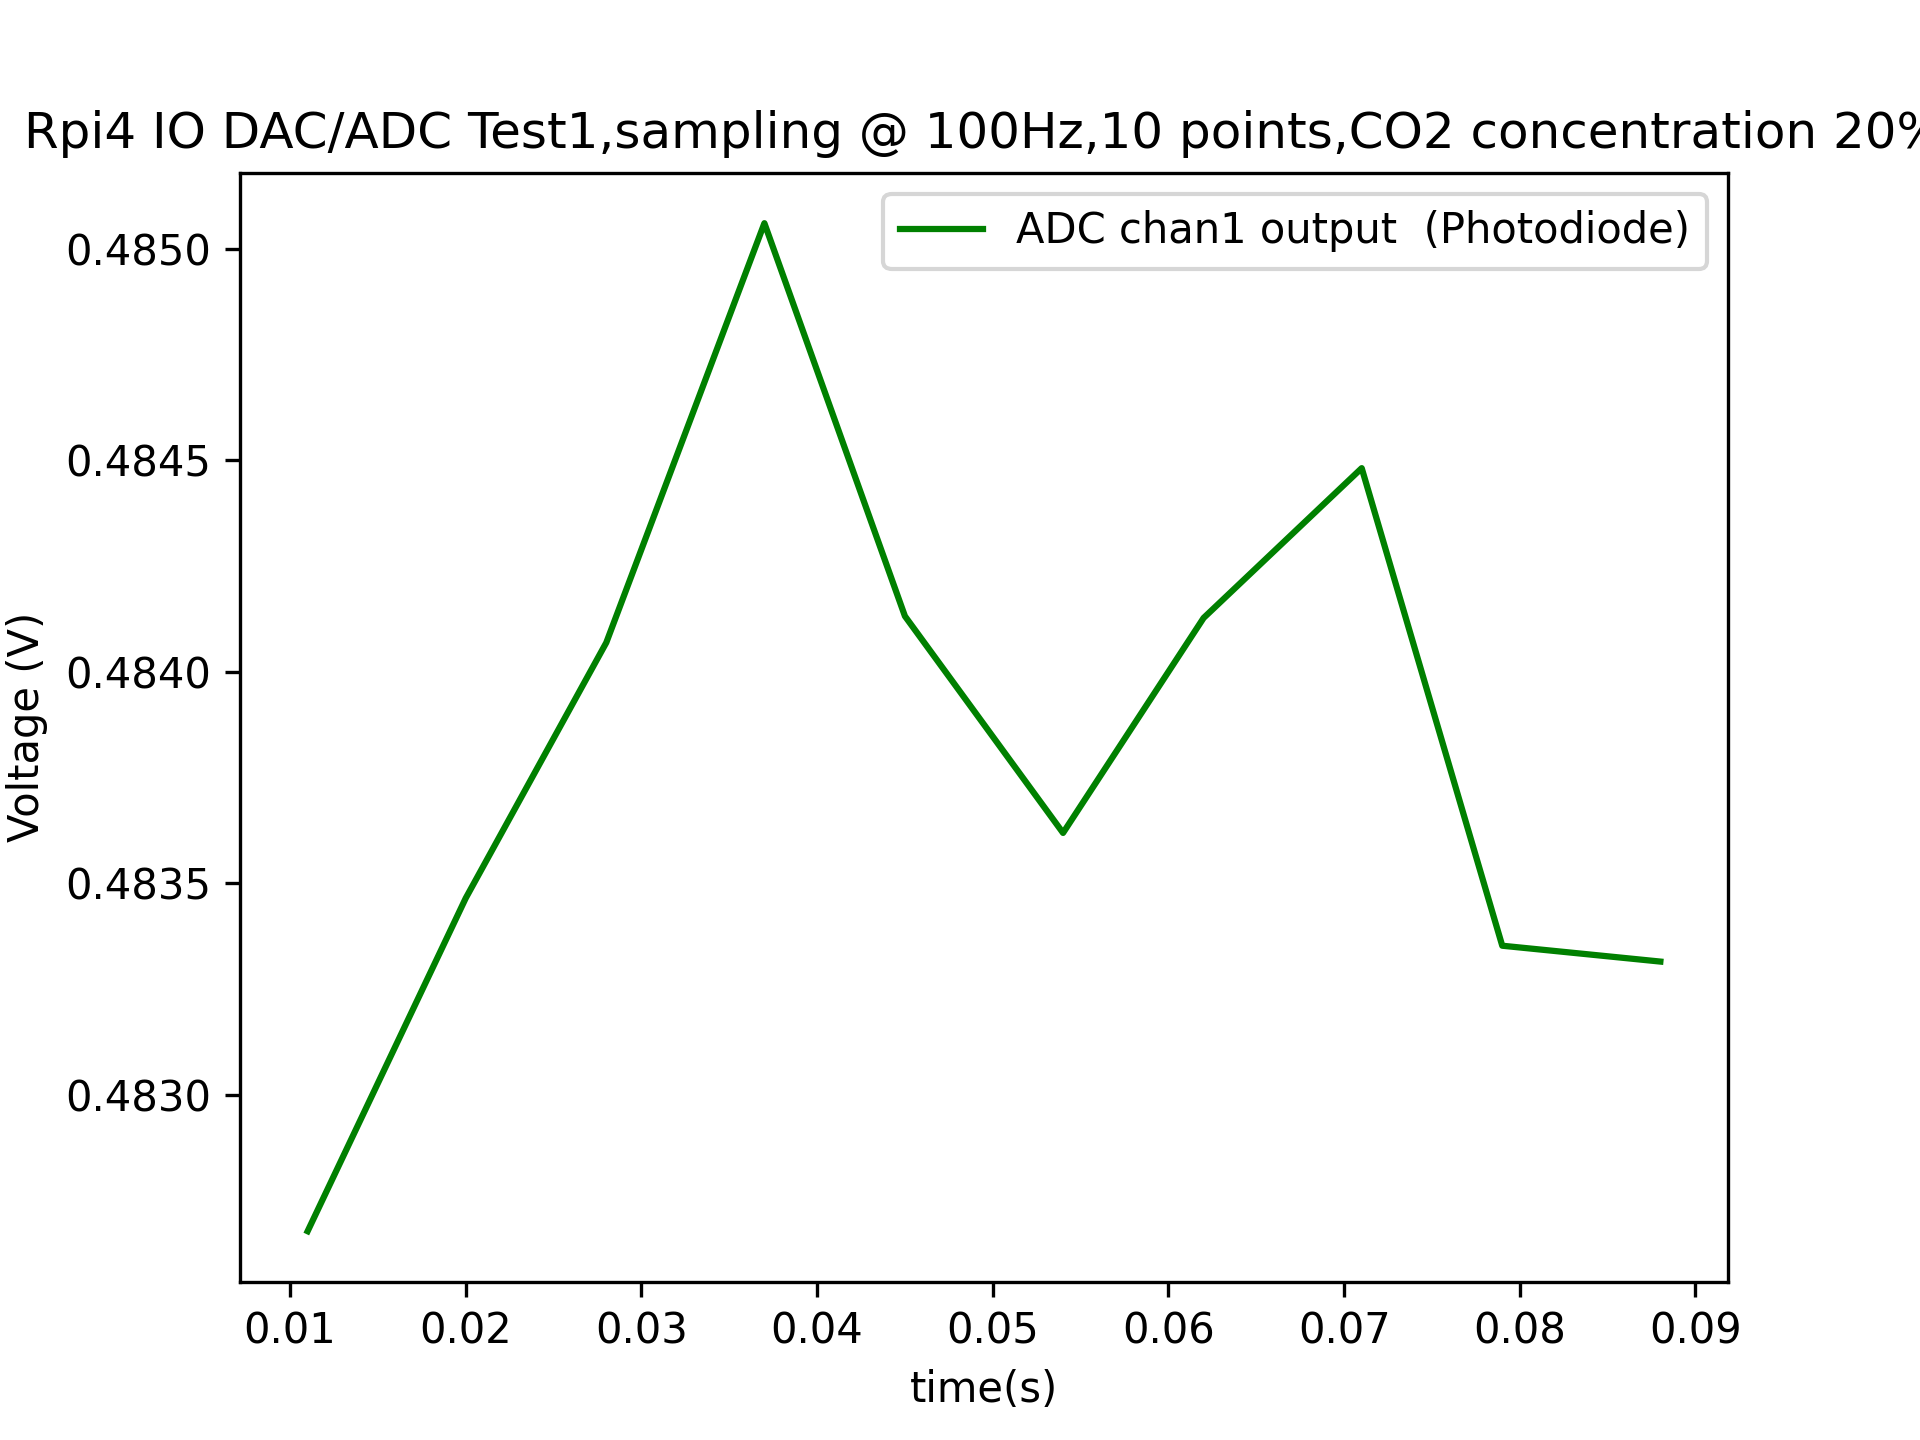 Rpi4 IO DAC/ADC Test1,sampling @ 100Hz,10 points,CO2 concentration 20%
ADC chan1 output  (Photodiode)
Voltage (V)
0.4850
0.4845
0.4840
0.4835
0.4830
0.01 0.02 0.03 0.04 0.05 0.06 0.07 0.08 0.09
time(s)